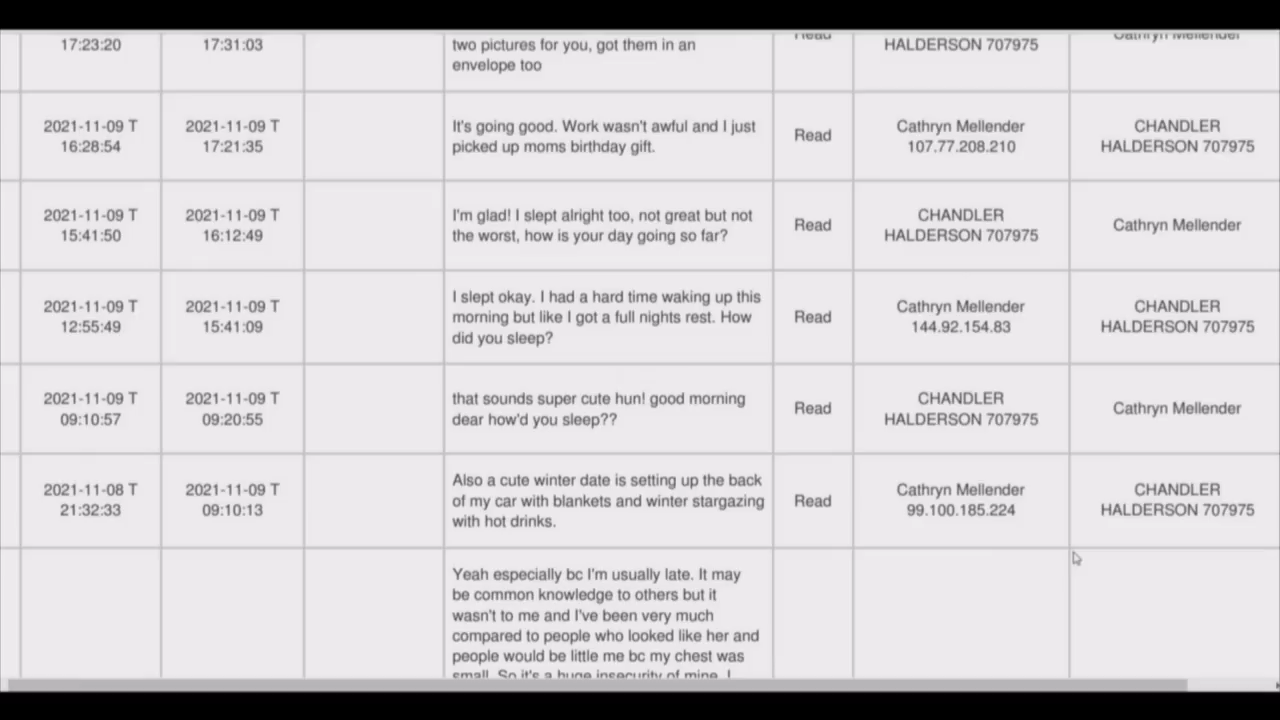 17:23:20 17:31:03 two pictures for you, got them in an Read HALDERSON 707975 Cathryn Mellender
envelope too
2021-11-09 T 2021-11-09 T It's going good. Work wasn't awful and I just Read Cathryn Mellender CHANDLER
16:28:54 17:21:35 picked up moms birthday gift. 107.77.208.210 HALDERSON 707975
2021-11-09 T 2021-11-09 T I'm glad! I slept alright too, not great but not Read CHANDLER Cathryn Mellender
15:41:50 16:12:49 the worst, how is your day going so far? HALDERSON 707975
I slept okay. I had a hard time waking up this
2021-11-09 T 2021-11-09 T morning but like I got a full nights rest. How Read Cathryn Mellender CHANDLER
12:55:49 15:41:09 did you sleep? 144.92.154.83 HALDERSON 707975
2021-11-09 T 2021-11-09 T that sounds super cute hun! good morning Read CHANDLER Cathryn Mellender
09:10:57 09:20:55 dear how'd you sleep?? HALDERSON 707975
Also a cute winter date is setting up the back
2021-11-08 T 2021-11-09 T of my car with blankets and winter stargazing Read Cathryn Mellender CHANDLER
21:32:33 09:10:13 with hot drinks. 99.100.185.224 HALDERSON 707975
Yeah especially bc I'm usually late. It may
be common knowledge to others but it
wasn't to me and I've been very much
compared to people who looked like her and
people would be little me bc my chest was
small. So it's a huge insecurity of mine. I